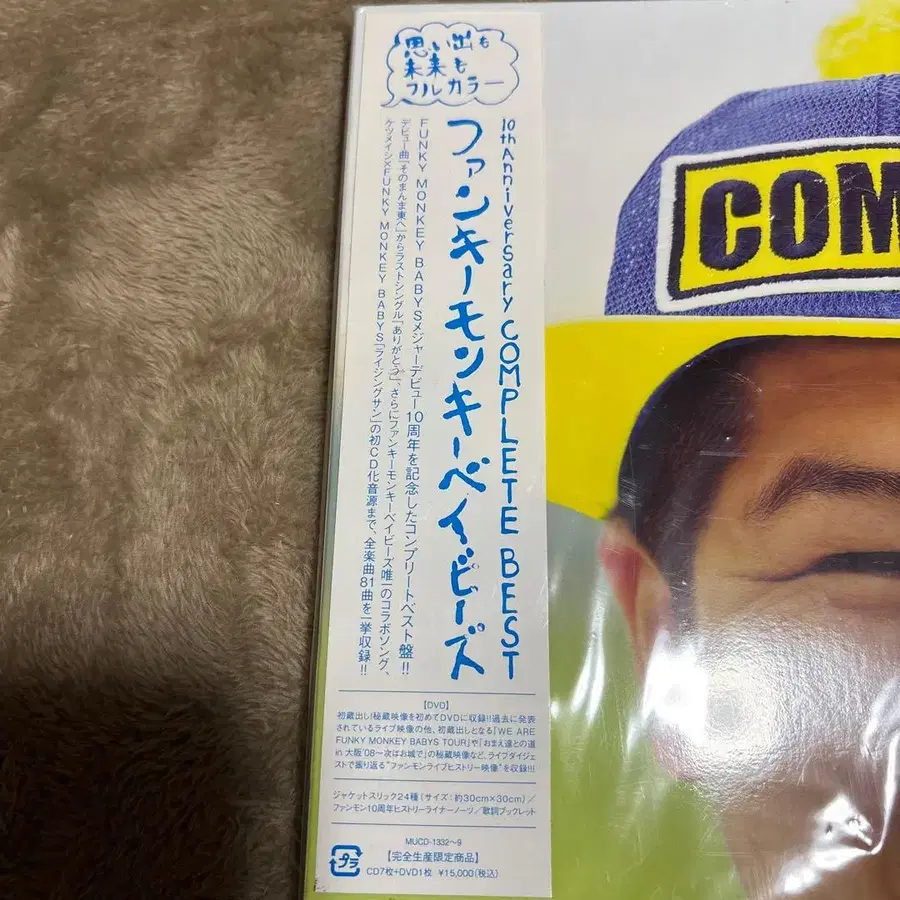 思い出も
未来も
フルカラー
10th Anniversary COMPLETE BEST
ファンキーモンキーベイビーズ
FUNKY MONKEY BABYSメジャーデビュー10周年を記念したコンプリートベスト盤!!
デビュー曲「そのまんま東へ」からラストシングル「ありがとう」、さらにファンキーモンキーベイビーズ唯一のコラボソング、
ケツメイシ×FUNKY MONKEY BABYS「ライジングサン」の初CD化音源まで、全楽曲81曲を一挙収録!!
【DVD】
初蔵出し!秘蔵映像を初めてDVDに収録!!過去に発表
されているライブ映像の他、初蔵出しとなる「WE ARE
FUNKY MONKEY BABYS TOUR」や「おまえ達との道
in 大阪'08〜次はお城で」の秘蔵映像など、ライブダイジェ
ストで振り返る"ファンモンライブヒストリー映像"を収録!!!
ジャケットスリック24種(サイズ:約30cm×30cm)/
ファンモン10周年ヒストリーライナーノーツ/歌詞ブックレット
MUCD-1332〜9
【完全生産限定商品】
CD7枚+DVD1枚 ¥15,000(税込)
プラ
COM